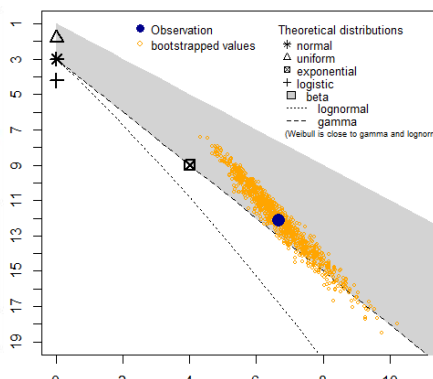 Observation
bootstrapped values
Theoretical distributions
normal
uniform
exponential
logistic
beta
lognormal
gamma
(Weibull is close to gamma and lognorm
1
3
5
7
9
11
13
15
17
19
0
2
4
6
8
10